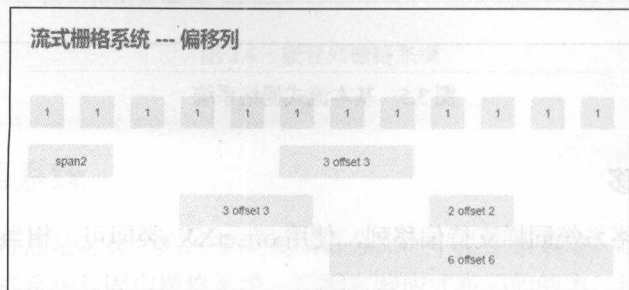 流式栅格系统 --- 偏移列
1 1 1 1 1 1 1 1 1 1 1 1
span2 3 offset 3
3 offset 3 2 offset 2
6 offset 6